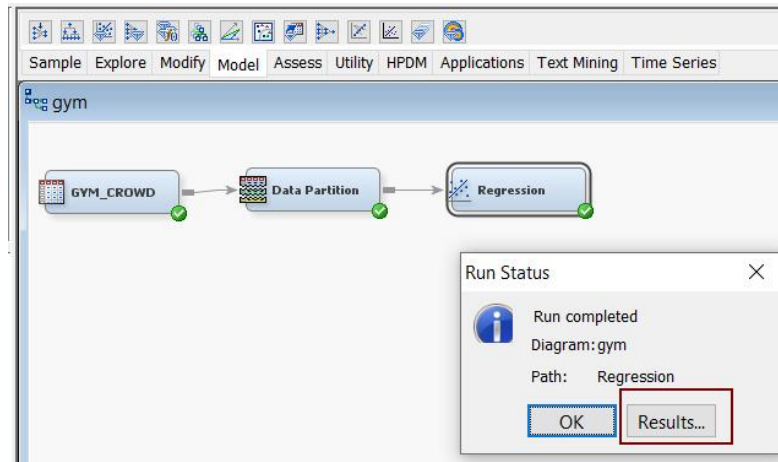 Sample Explore Modify Model Assess Utility HPDM Applications Text Mining Time Series
gym
GYM_CROWD Data Partition Regression
Run Status
Run completed
Diagram: gym
Path: Regression
OK Results...